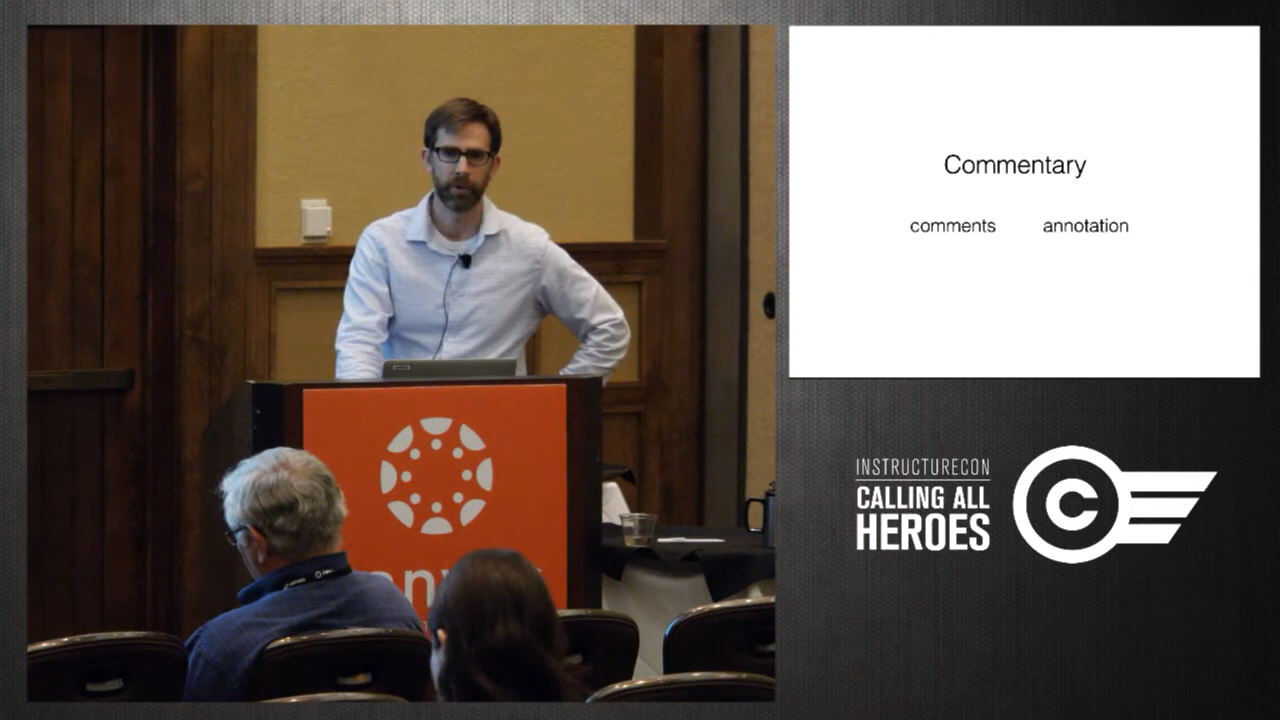 Commentary
comments annotation
INSTRUCTURECON
CALLING ALL
HEROES
C